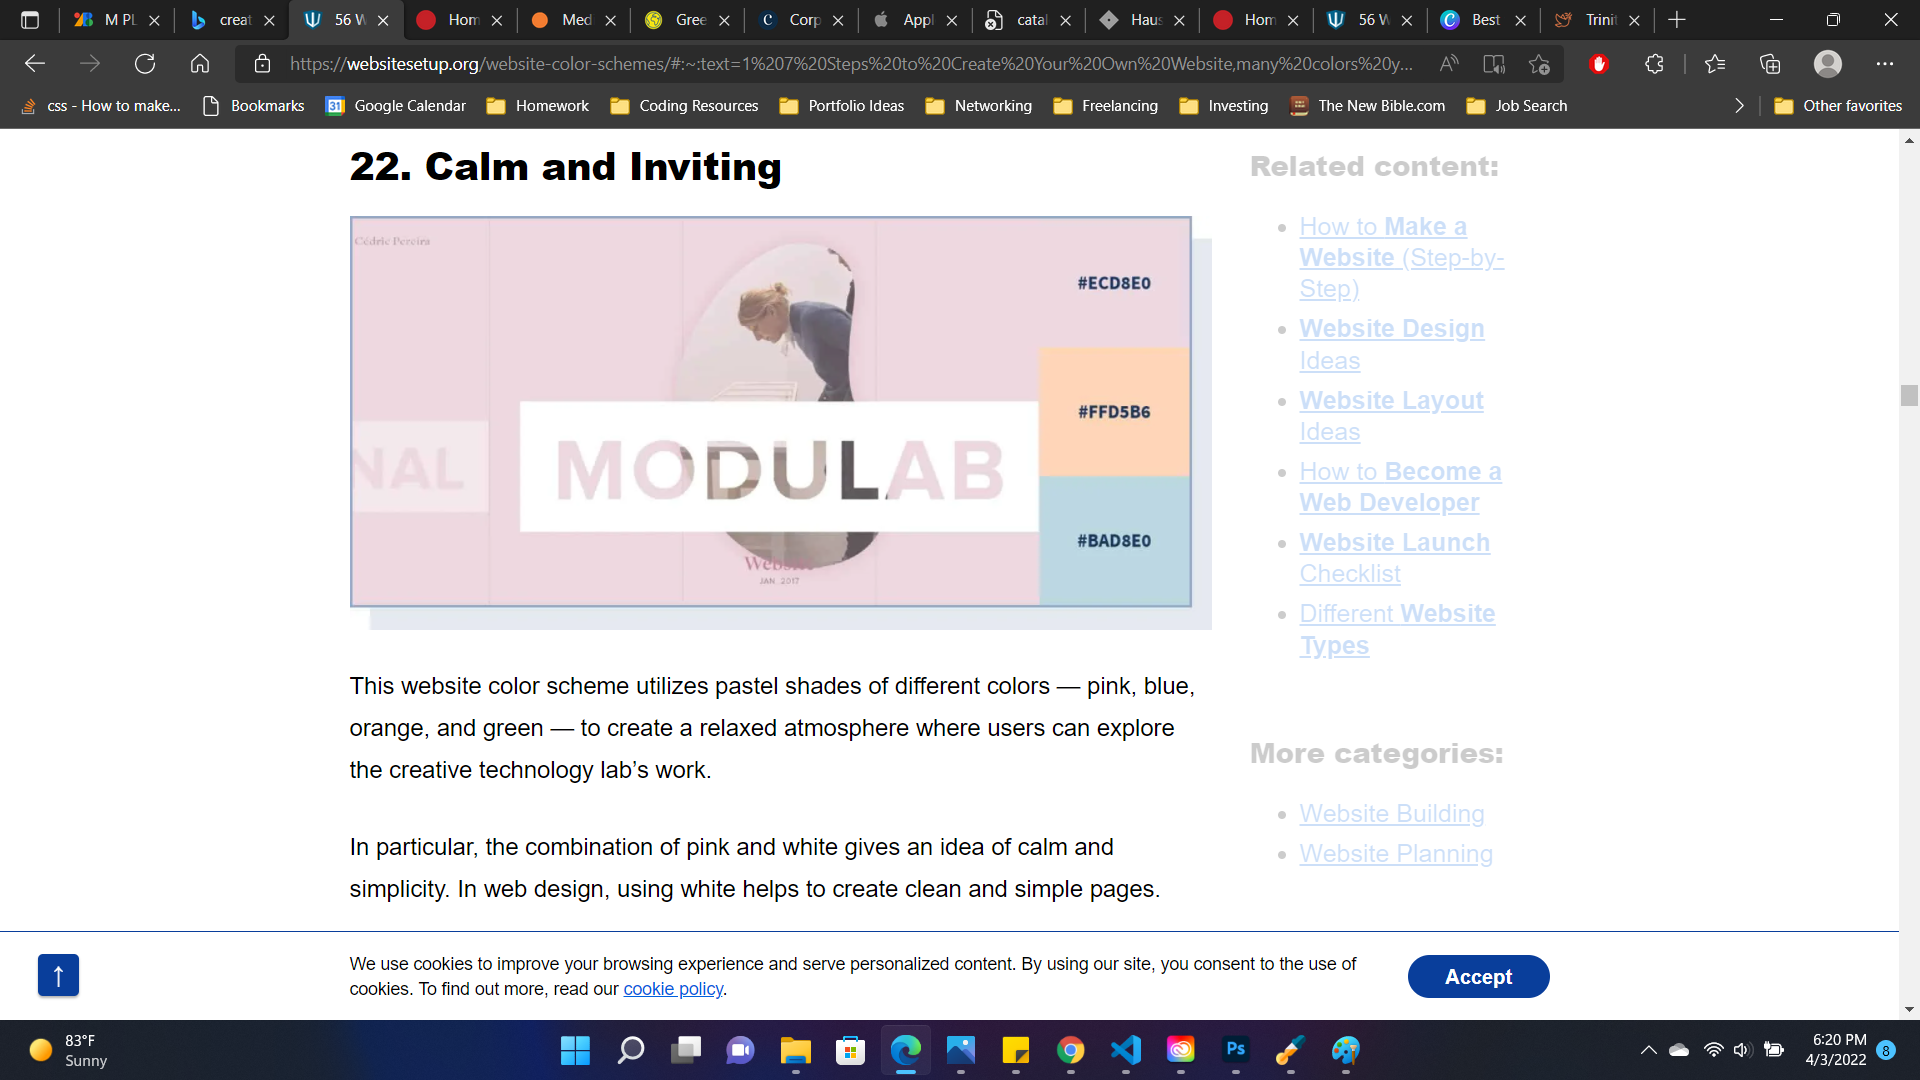 M PL
creat
56 W
Hom
Med
Gree
Corp
Appl
catal
Haus
Hom
56 W
Best
Trinit
https://websitesetup.org/website-color-schemes/#:~:text=1%207%20Steps%20to%20Create%20Your%20Own%20Website,many%20colors%20y...
css - How to make...
Bookmarks
31
Google Calendar
Homework
Coding Resources
Portfolio Ideas
Networking
Freelancing
Investing
The New Bible.com
Job Search
Other favorites
22. Calm and Inviting
Cédric Pereira
#ECD8E0
#FFD5B6
#BAD8E0
NAL
MODULAB
Website
JAN 2017
This website color scheme utilizes pastel shades of different colors — pink, blue,
orange, and green — to create a relaxed atmosphere where users can explore
the creative technology lab’s work.
In particular, the combination of pink and white gives an idea of calm and
simplicity. In web design, using white helps to create clean and simple pages.
Related content:
How to Make a
Website (Step-by-
Step)
Website Design
Ideas
Website Layout
Ideas
How to Become a
Web Developer
Website Launch
Checklist
Different Website
Types
More categories:
Website Building
Website Planning
We use cookies to improve your browsing experience and serve personalized content. By using our site, you consent to the use of
cookies. To find out more, read our cookie policy.
Accept
83°F
Sunny
Ps
6:20 PM
4/3/2022
8